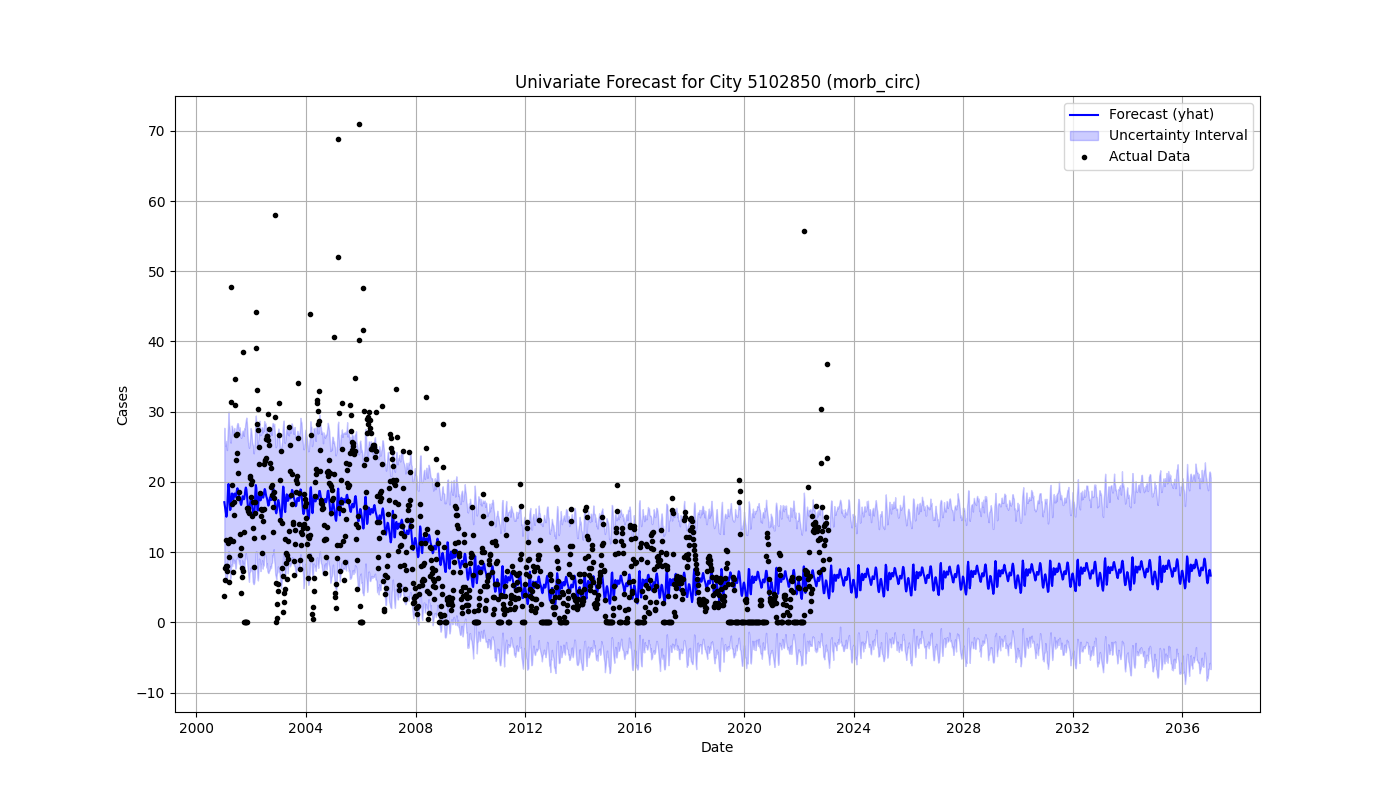 Univariate Forecast for City 5102850 (morb_circ)
Forecast (yhat)
Uncertainty Interval
Actual Data
Cases
70
60
50
40
30
20
10
0
−10
2000 2004 2008 2012 2016 2020 2024 2028 2032 2036
Date